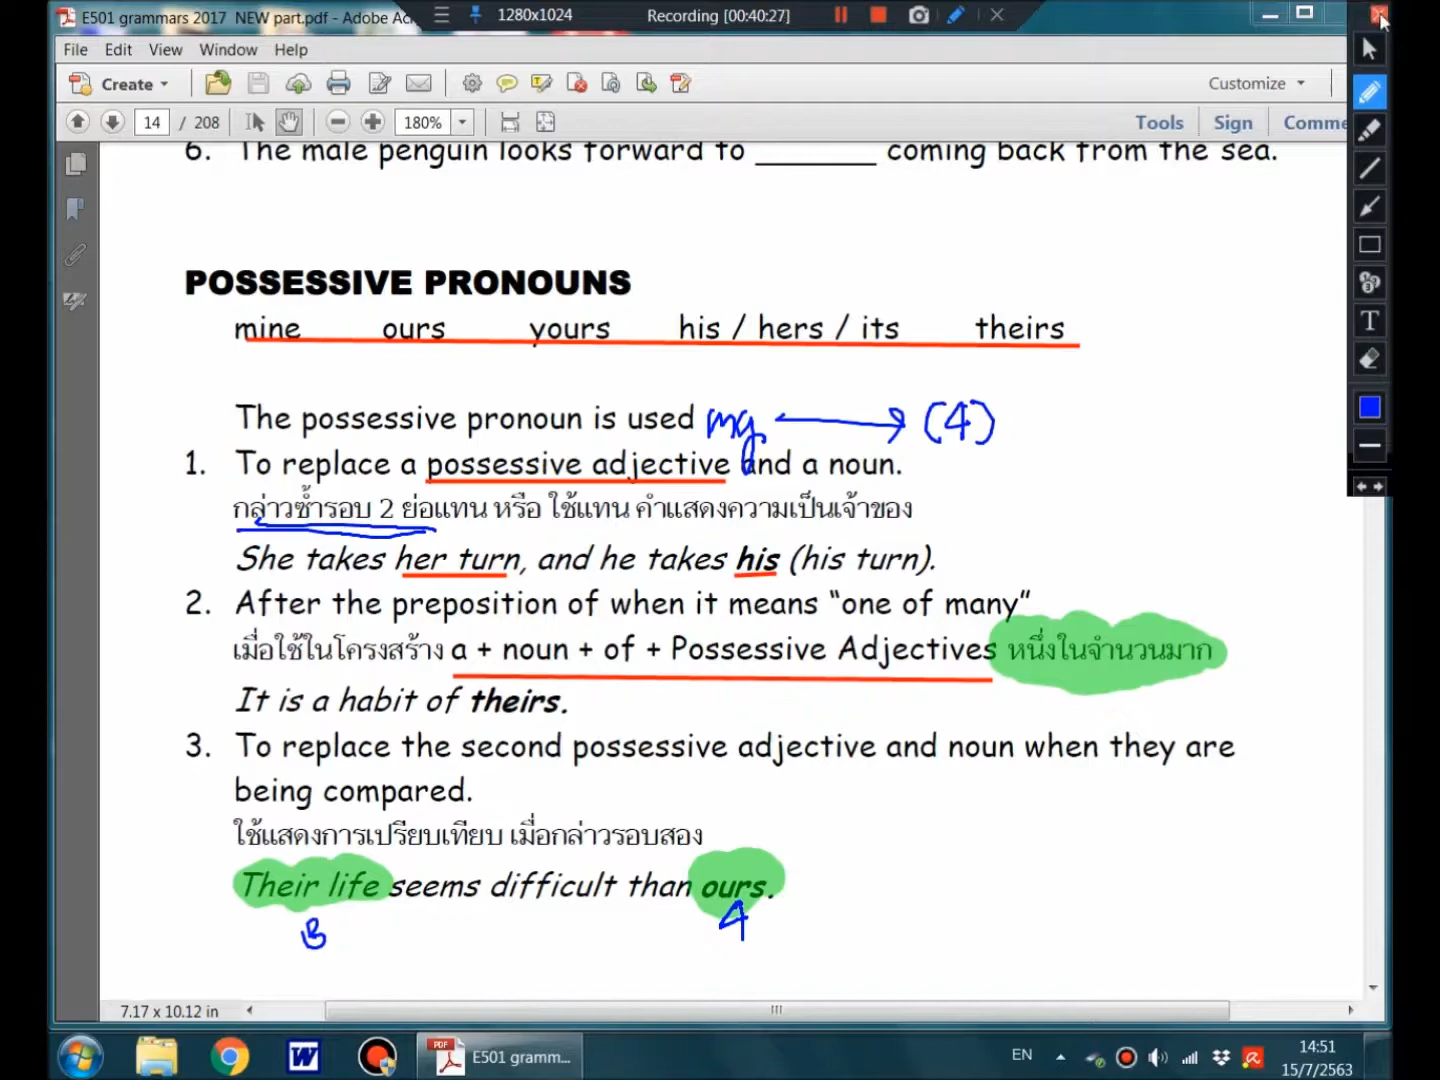 E501 grammars 2017 NEW part.pdf - Adobe Ac
1280x1024
Recording [00:40:27]
File Edit View Window Help
Create
Customize
14 / 208
180%
Tools
Sign
Comme
6. The male penguin looks forward to _______ coming back from the sea.
POSSESSIVE PRONOUNS
mine ours yours his / hers / its theirs
The possessive pronoun is used
(4)
1. To replace a possessive adjective and a noun.
กล่าวซ้ำรอบ 2 ย่อแทน หรือ ใช้แทน คำแสดงความเป็นเจ้าของ
She takes her turn, and he takes his (his turn).
2. After the preposition of when it means “one of many”
เมื่อใช้ในโครงสร้าง a + noun + of + Possessive Adjectives หนึ่งในจำนวนมาก
It is a habit of theirs.
3. To replace the second possessive adjective and noun when they are
being compared.
ใช้แสดงการเปรียบเทียบ เมื่อกล่าวรอบสอง
Their life seems difficult than ours.
4
7.17 x 10.12 in
E501 gramm...
EN
14:51
15/7/2563